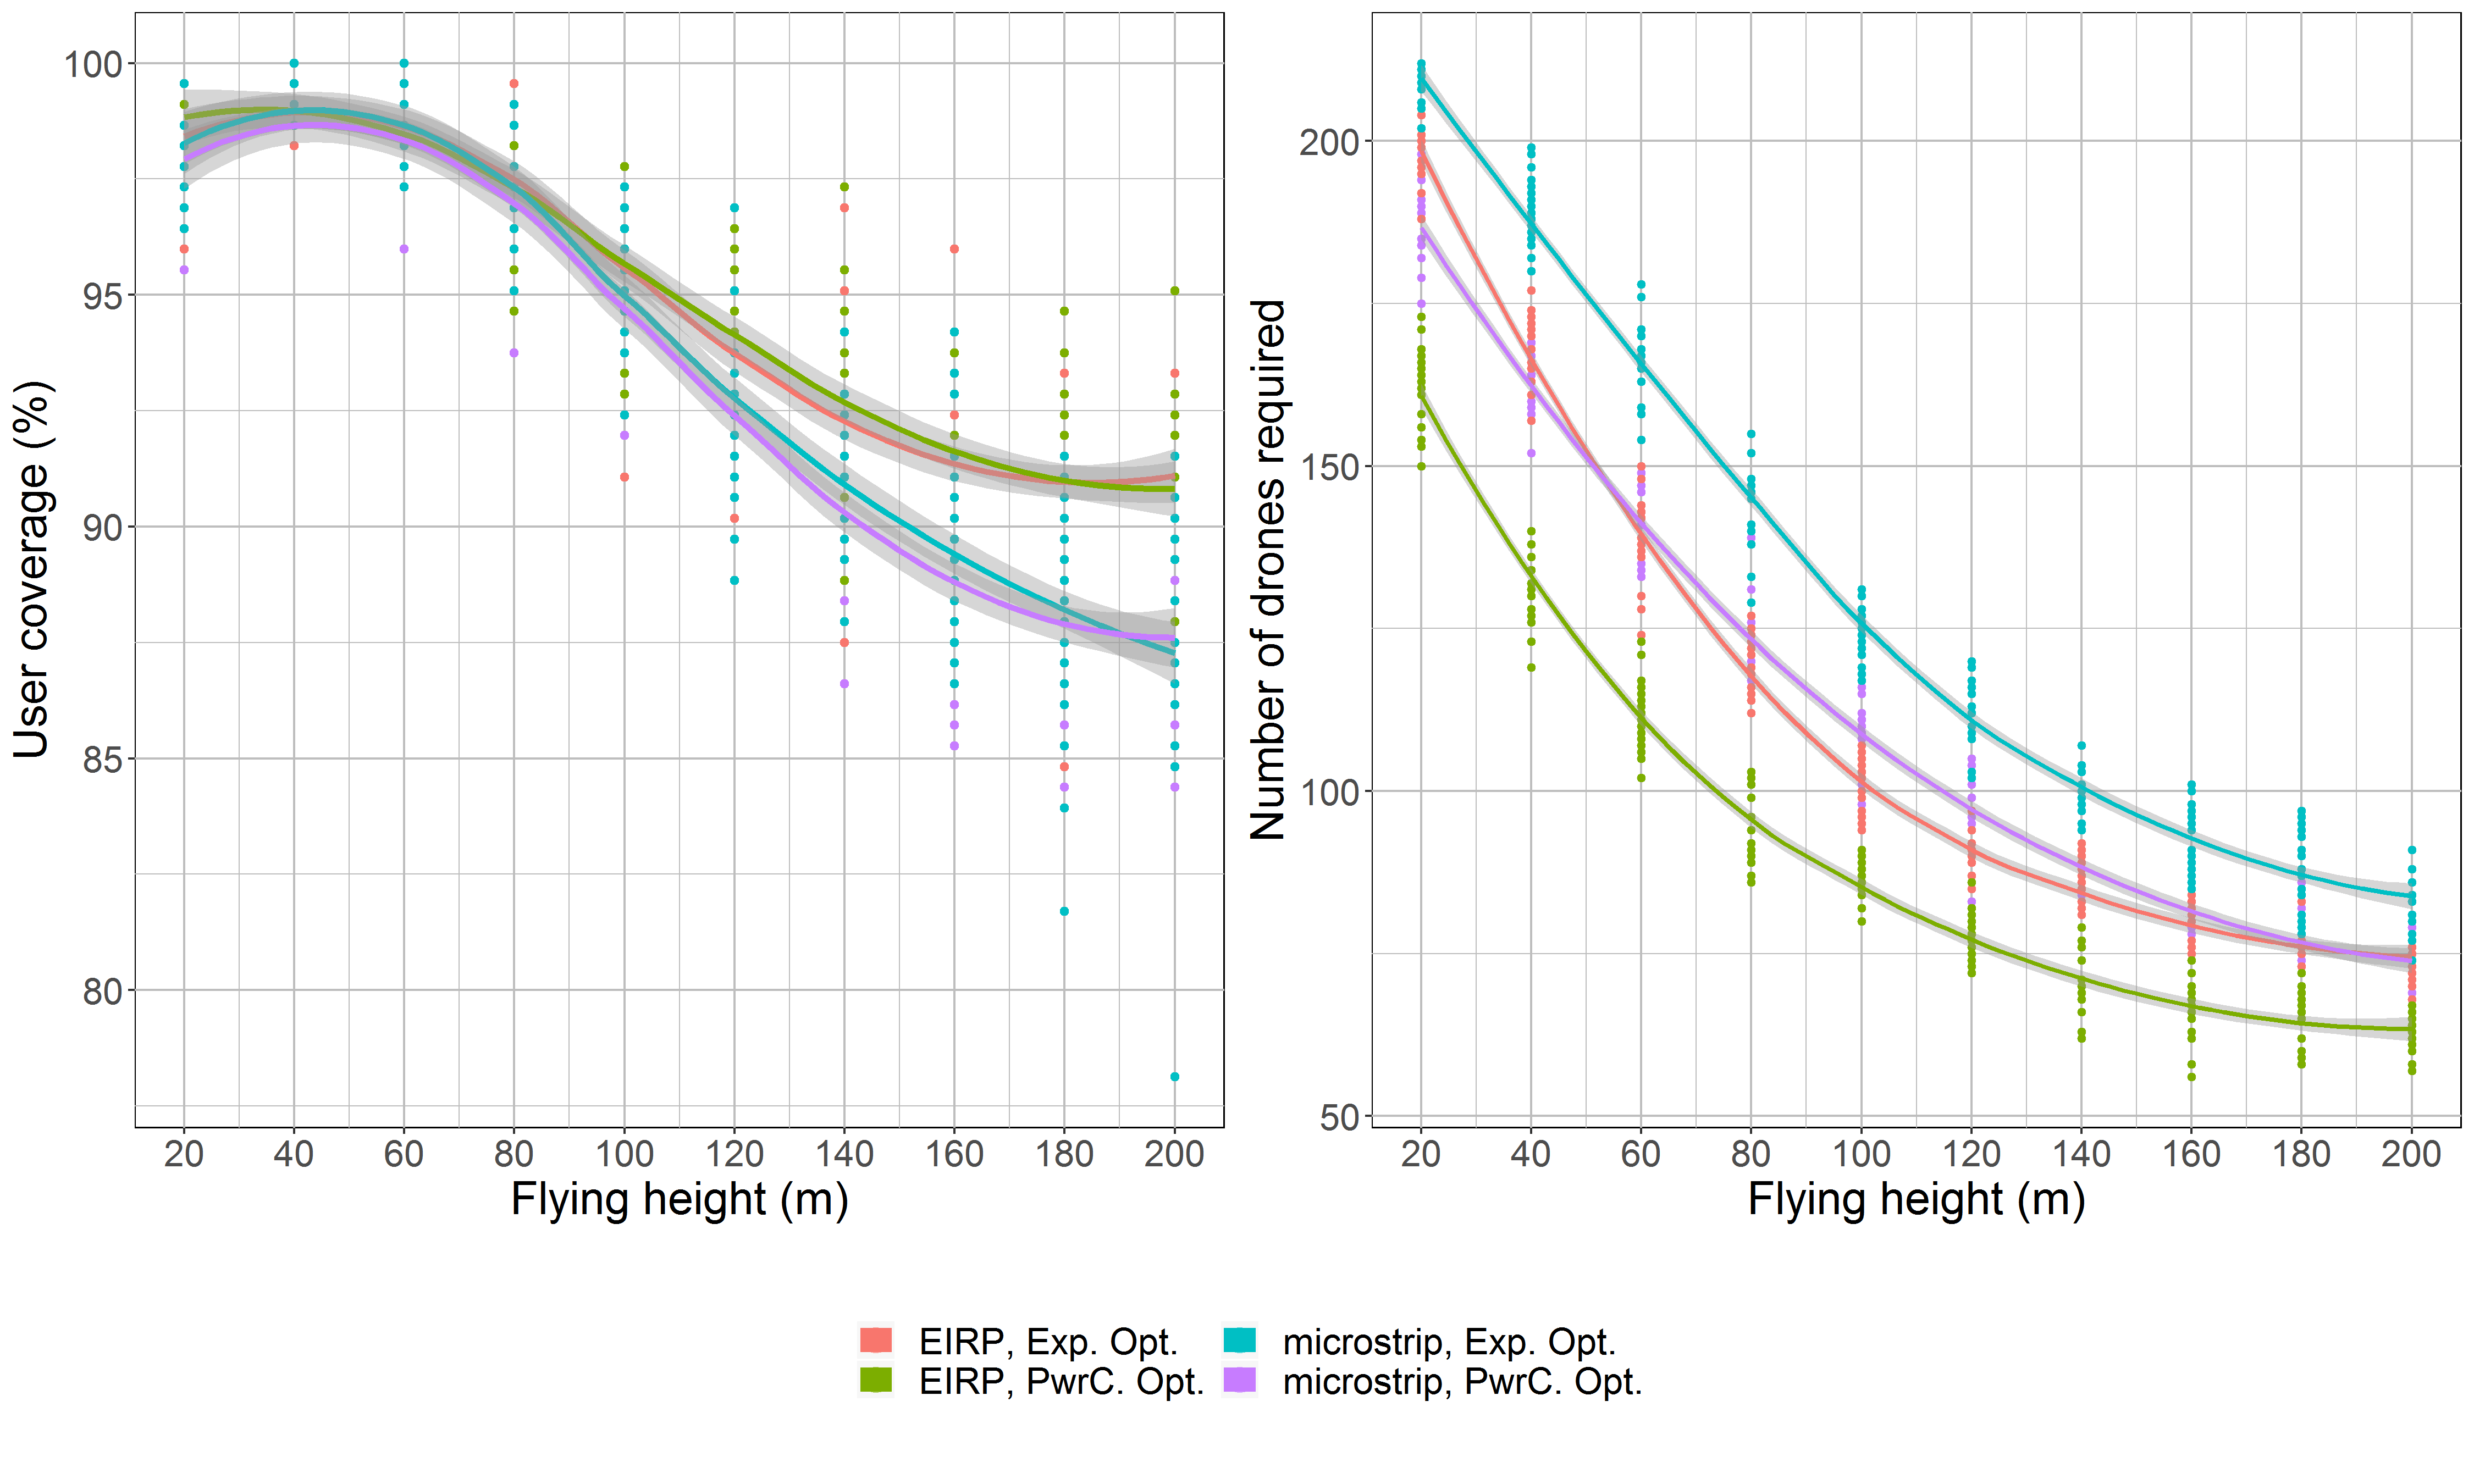 User coverage (%)
100
95
90
85
80
20 40 60 80 100 120 140 160 180 200
Flying height (m)
Number of drones required
200
150
100
50
20 40 60 80 100 120 140 160 180 200
Flying height (m)
EIRP, Exp. Opt.
EIRP, PwrC. Opt.
microstrip, Exp. Opt.
microstrip, PwrC. Opt.